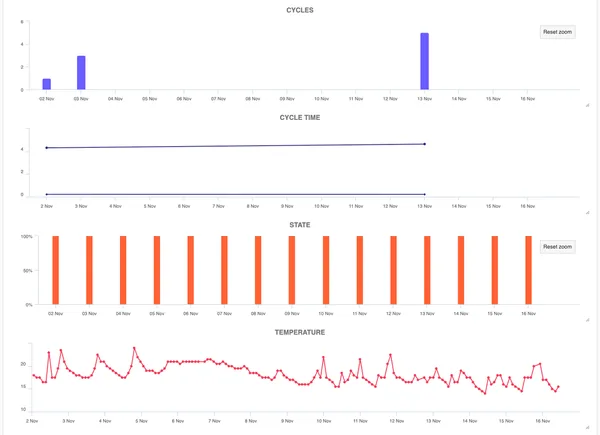 CYCLES
6
4
2
0
Reset zoom
02 Nov 03 Nov 04 Nov 05 Nov 06 Nov 07 Nov 08 Nov 09 Nov 10 Nov 11 Nov 12 Nov 13 Nov 14 Nov 15 Nov 16 Nov
CYCLE TIME
4
2
0
2 Nov 3 Nov 4 Nov 5 Nov 6 Nov 7 Nov 8 Nov 9 Nov 10 Nov 11 Nov 12 Nov 13 Nov 14 Nov 15 Nov 16 Nov
STATE
100%
Reset zoom
50%
0%
02 Nov 03 Nov 04 Nov 05 Nov 06 Nov 07 Nov 08 Nov 09 Nov 10 Nov 11 Nov 12 Nov 13 Nov 14 Nov 15 Nov 16 Nov
TEMPERATURE
20
15
10
2 Nov 3 Nov 4 Nov 5 Nov 6 Nov 7 Nov 8 Nov 9 Nov 10 Nov 11 Nov 12 Nov 13 Nov 14 Nov 15 Nov 16 Nov